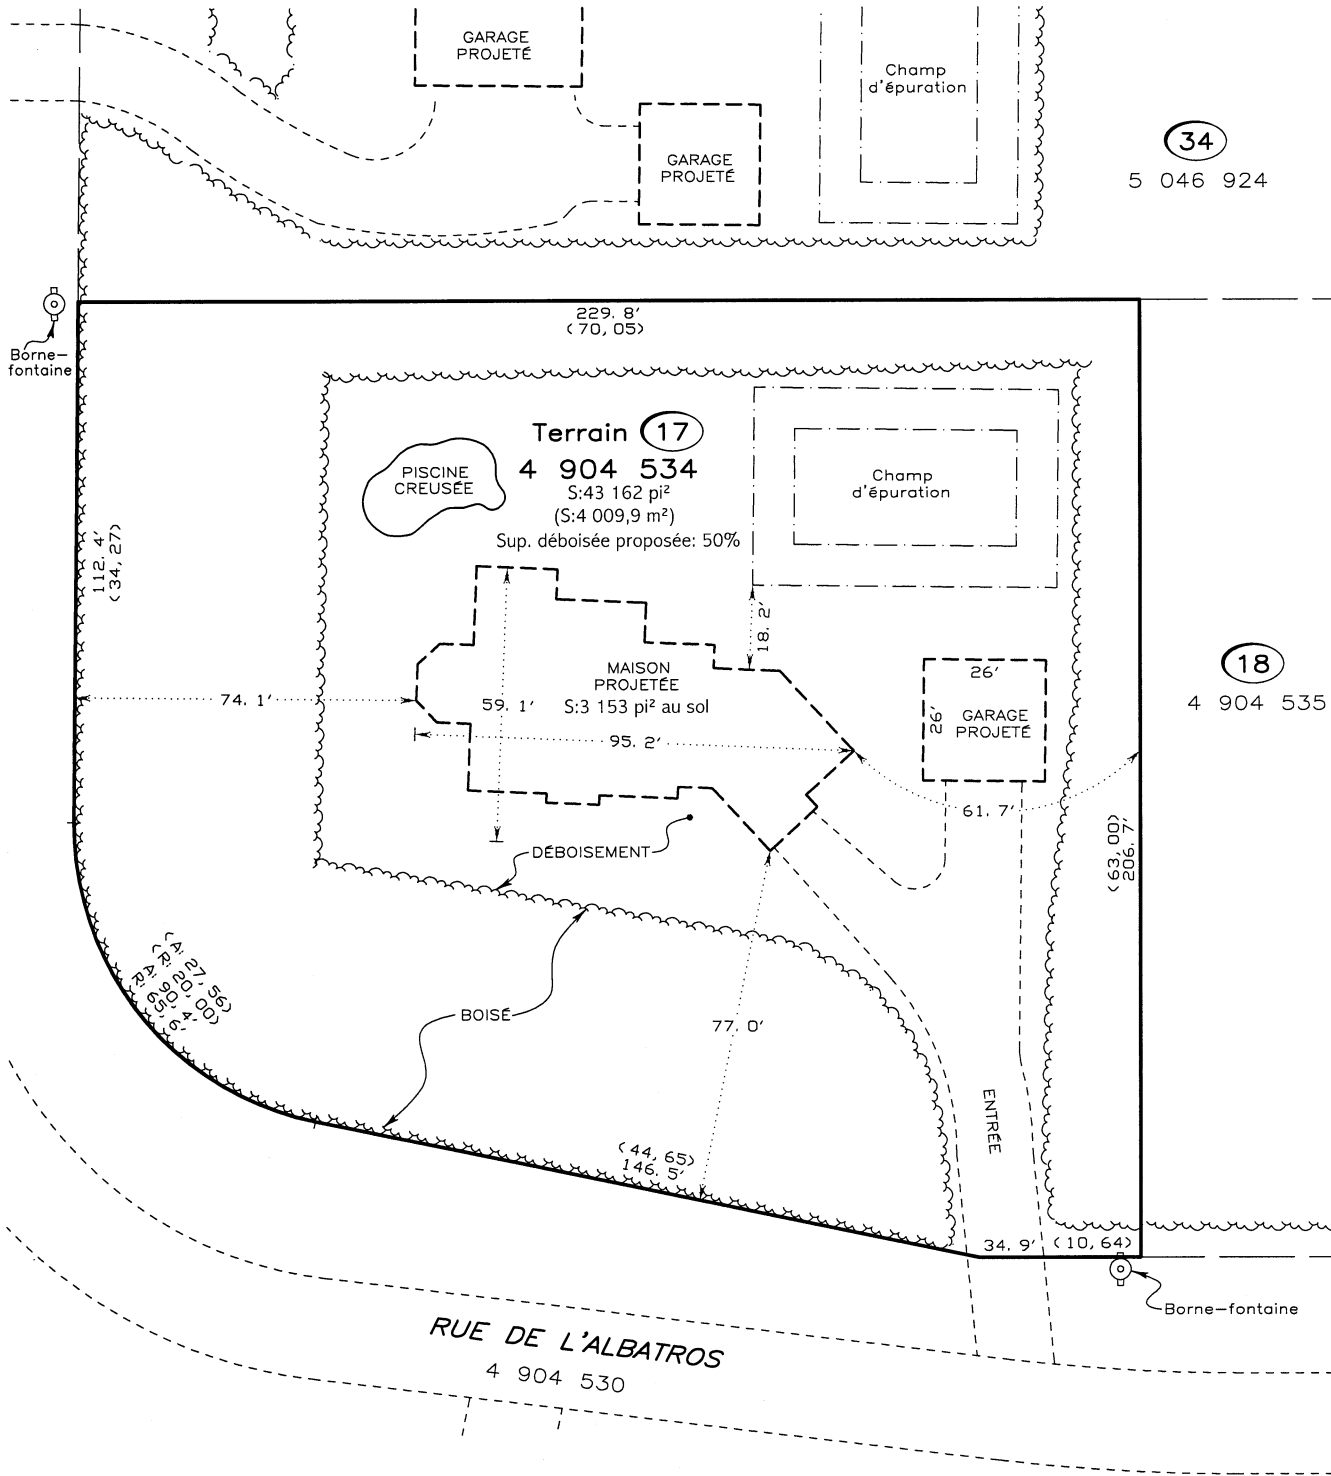 GARAGE
PROJETÉ
Champ
d'épuration
GARAGE
PROJETÉ
34
5 046 924
229.8'
(70,05)
Borne-
fontaine
Terrain 17
4 904 534
S:43 162 pi²
(S:4 009,9 m²)
Sup. déboisée proposée: 50%
PISCINE
CREUSÉE
Champ
d'épuration
112.4'
(34,27)
18.2'
MAISON
PROJETÉE
S:3 153 pi² au sol
74.1'
59.1'
95.2'
26'
26'
GARAGE
PROJETÉ
18
4 904 535
61.7'
(63,00)
206.7'
DÉBOISEMENT
(A: 27,56)
(R: 20,00)
A: 90,4'
R: 65,6'
BOISÉ
77.0'
ENTRÉE
(44,65)
146.5'
34.9' (10,64)
Borne-fontaine
RUE DE L'ALBATROS
4 904 530